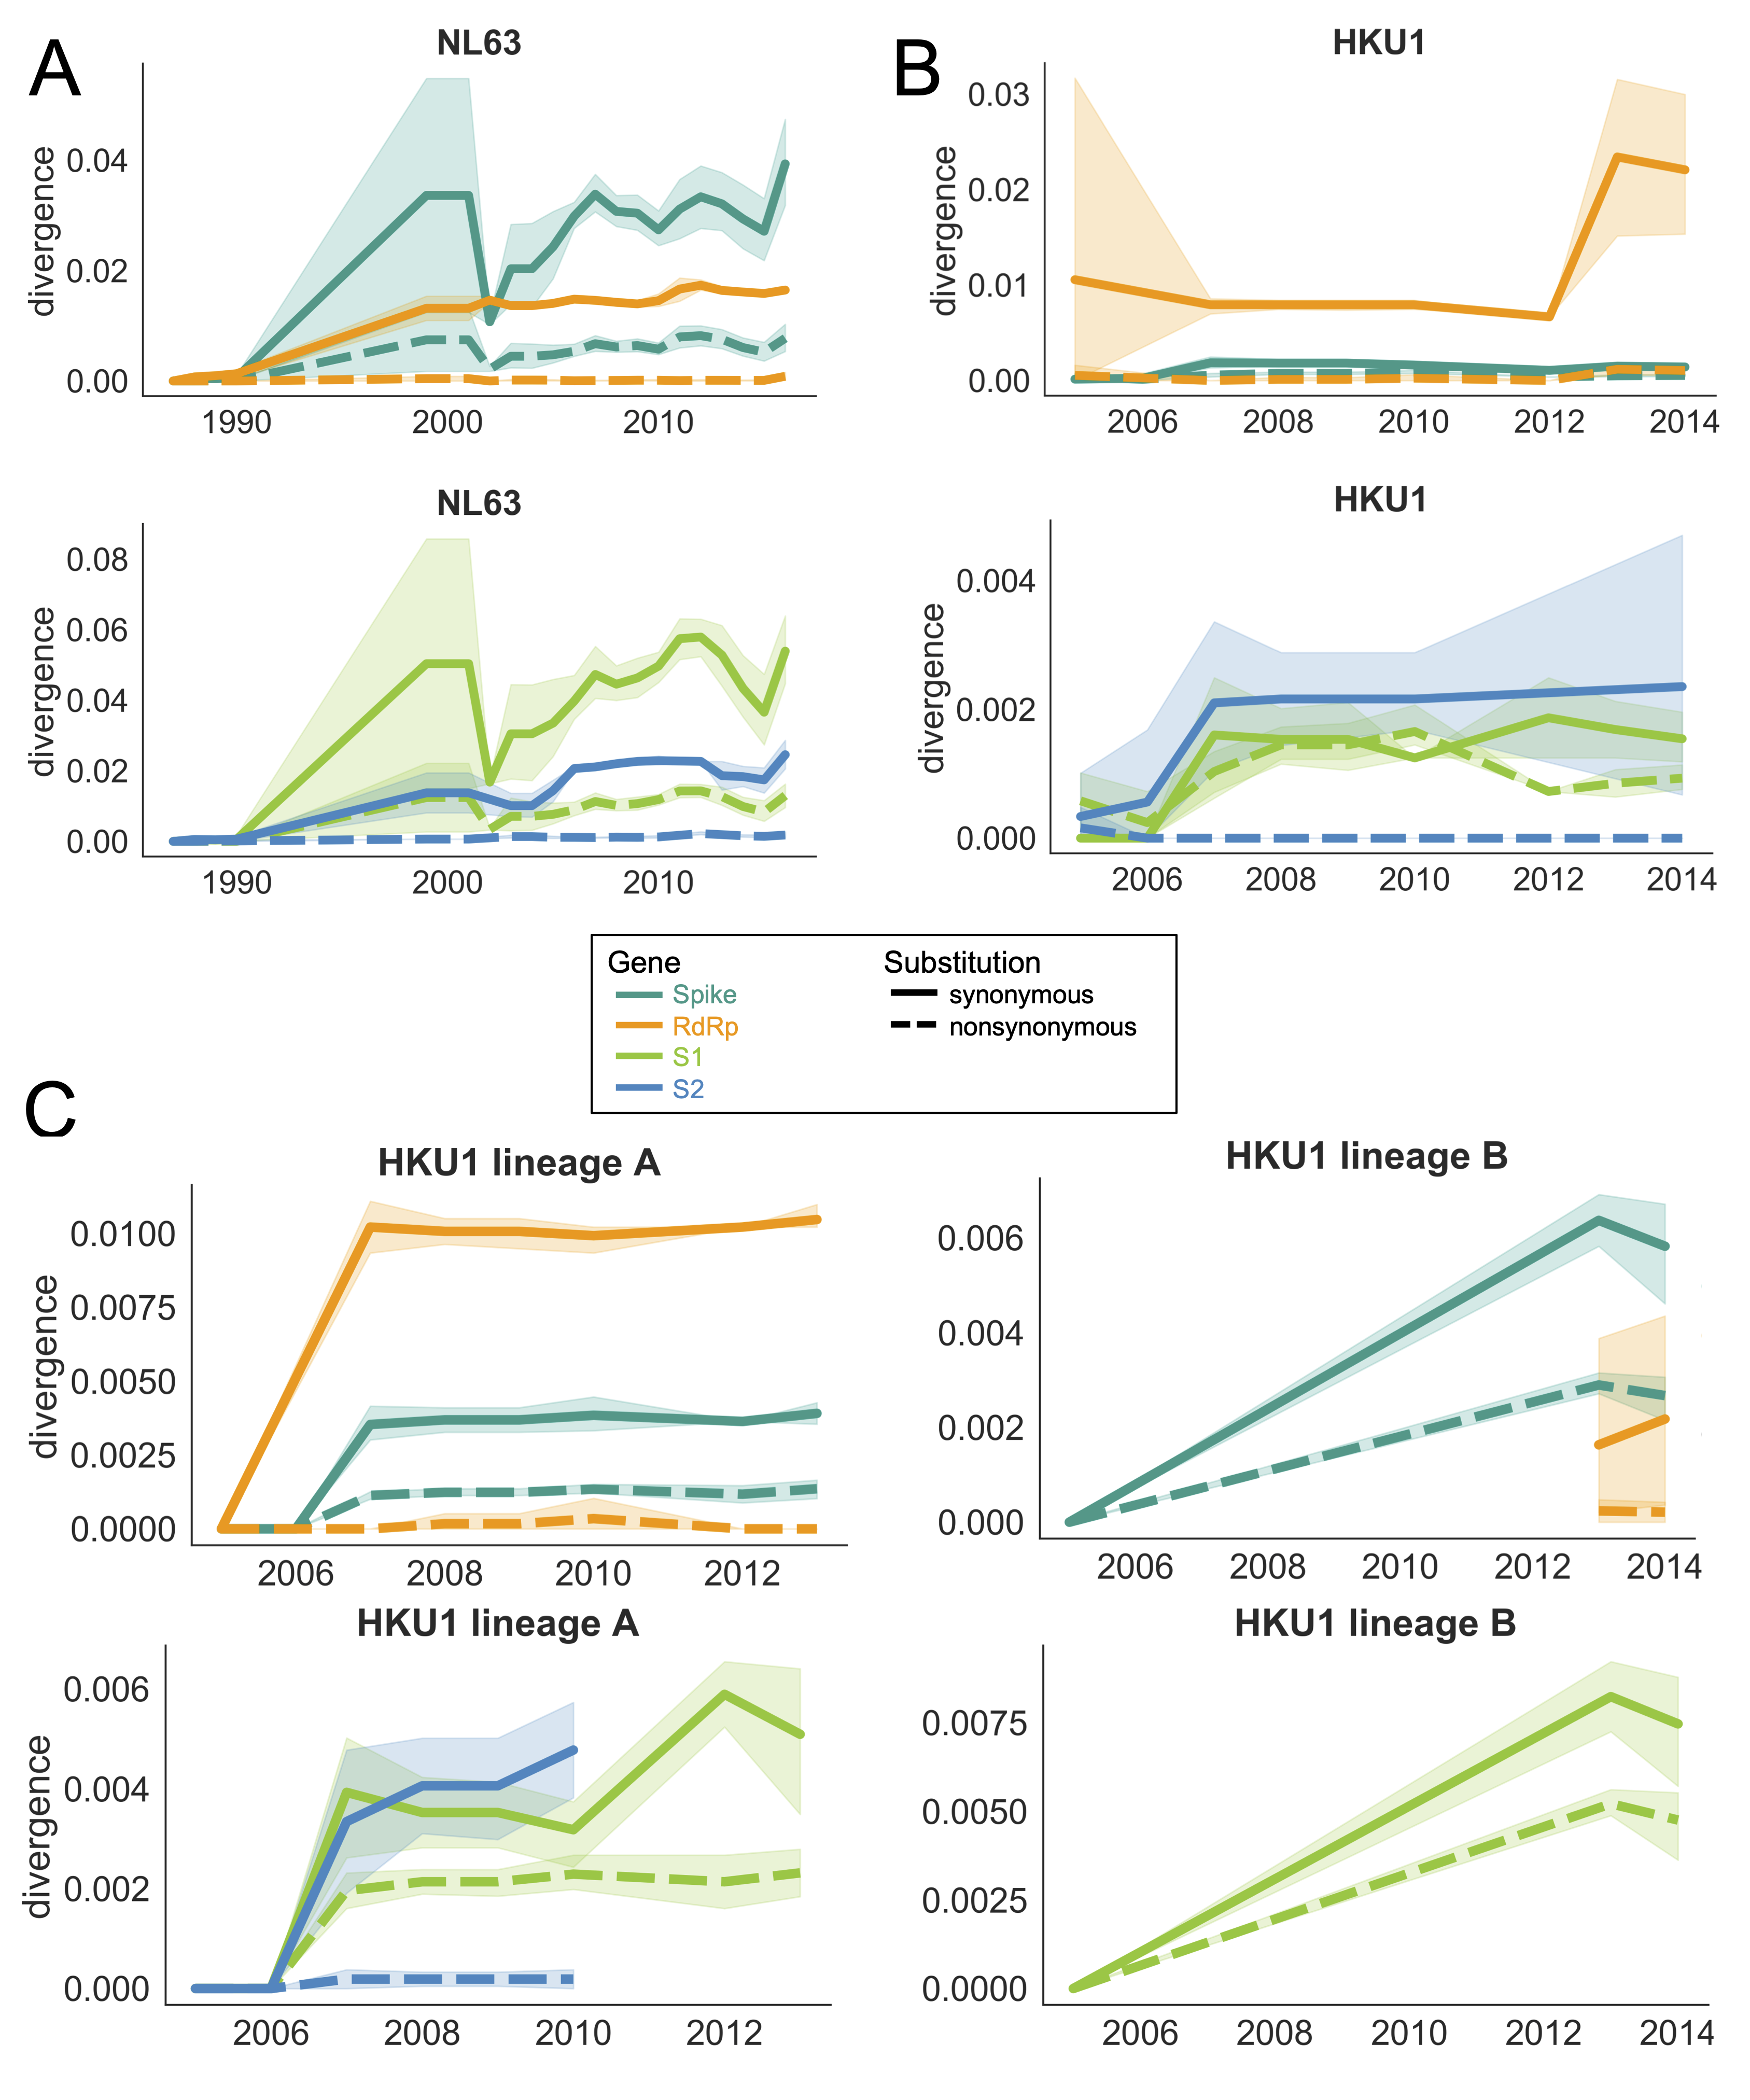 A
NL63
divergence
0.04
0.02
0.00
1990 2000 2010
B
HKU1
divergence
0.03
0.02
0.01
0.00
2006 2008 2010 2012 2014
NL63
divergence
0.08
0.06
0.04
0.02
0.00
1990 2000 2010
HKU1
divergence
0.004
0.002
0.000
2006 2008 2010 2012 2014
Gene
Spike
RdRp
S1
S2
Substitution
synonymous
nonsynonymous
C
HKU1 lineage A
divergence
0.0100
0.0075
0.0050
0.0025
0.0000
2006 2008 2010 2012
HKU1 lineage B
0.006
0.004
0.002
0.000
2006 2008 2010 2012 2014
HKU1 lineage A
divergence
0.006
0.004
0.002
0.000
2006 2008 2010 2012
HKU1 lineage B
0.0075
0.0050
0.0025
0.0000
2006 2008 2010 2012 2014